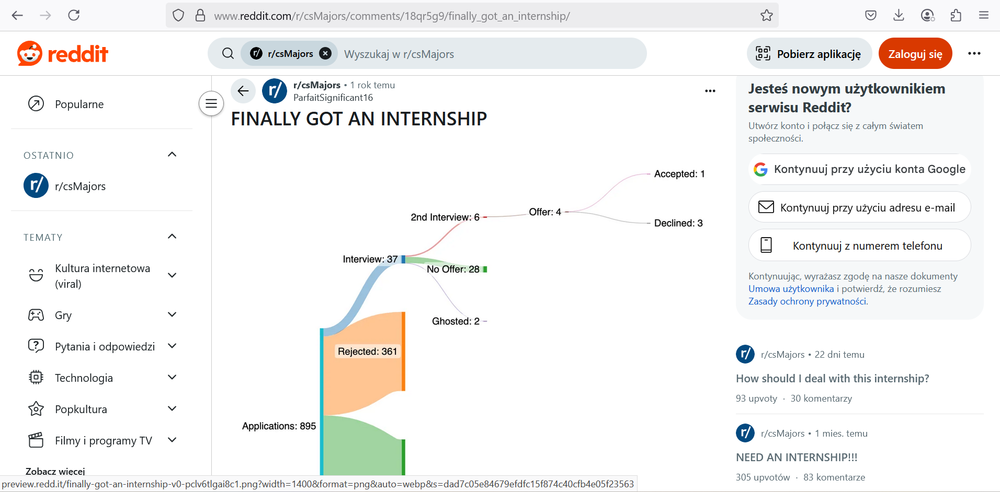 www.reddit.com/r/csMajors/comments/18qr5g9/finally_got_an_internship/
reddit
r/ r/csMajors
Wyszukaj w r/csMajors
Pobierz aplikację
Zaloguj się
Popularne
OSTATNIO
r/ r/csMajors
TEMATY
Kultura internetowa
(viral)
Gry
Pytania i odpowiedzi
Technologia
Popkultura
Filmy i programy TV
Zobacz więcej
r/ r/csMajors • 1 rok temu
ParfaitSignificant16
FINALLY GOT AN INTERNSHIP
Accepted: 1
2nd Interview: 6
Offer: 4
Declined: 3
Interview: 37
No Offer: 28
Ghosted: 2
Rejected: 361
Applications: 895
Jesteś nowym użytkownikiem
serwisu Reddit?
Utwórz konto i połącz się z całym światem
społeczności.
Kontynuuj przy użyciu konta Google
Kontynuuj przy użyciu adresu e-mail
Kontynuuj z numerem telefonu
Kontynuując, wyrażasz zgodę na nasze dokumenty
Umowa użytkownika i potwierdź, że rozumiesz
Zasady ochrony prywatności.
r/ r/csMajors • 22 dni temu
How should I deal with this internship?
93 upvoty · 30 komentarzy
r/ r/csMajors • 1 mies. temu
NEED AN INTERNSHIP!!!
305 upvotów · 83 komentarze
preview.redd.it/finally-got-an-internship-v0-pclv6tlgai8c1.png?width=1400&format=png&auto=webp&s=dad7c05e84679efdfc15f874c40cfb4e05f23563